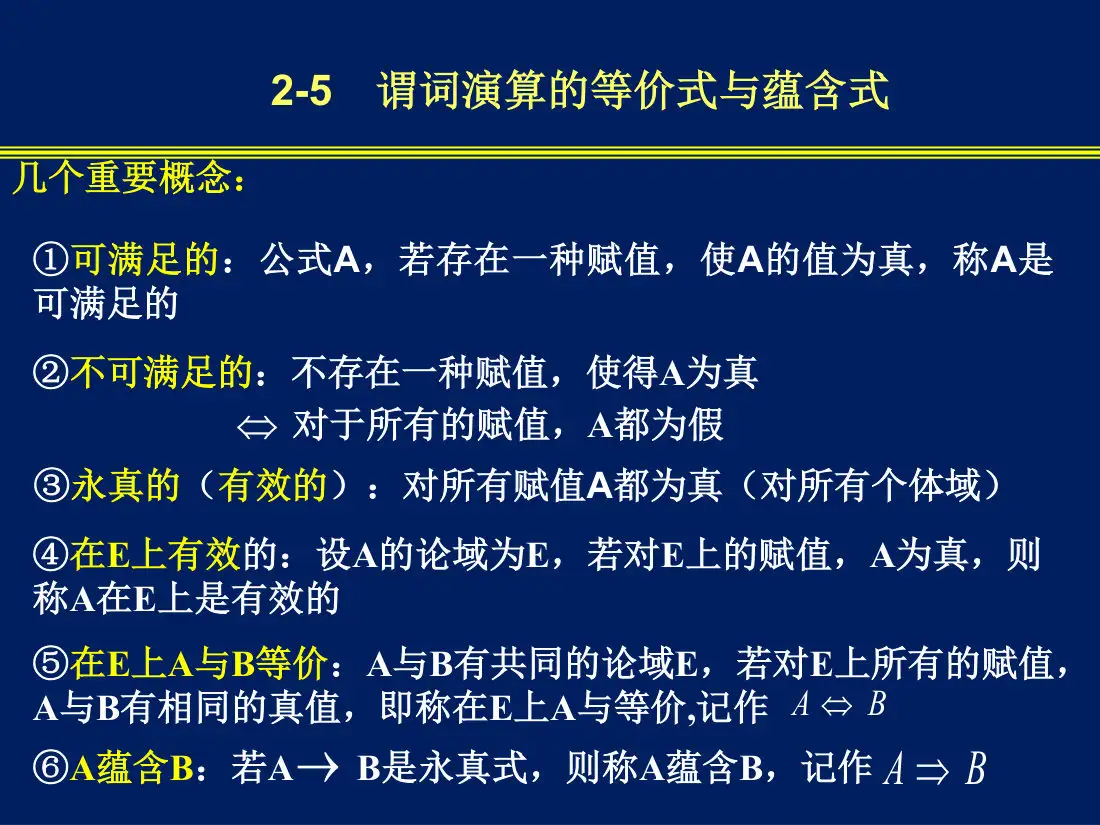 2-5 谓词演算的等价式与蕴含式
几个重要概念：
①可满足的：公式A，若存在一种赋值，使A的值为真，称A是
可满足的
②不可满足的：不存在一种赋值，使得A为真
⇔ 对于所有的赋值，A都为假
③永真的（有效的）：对所有赋值A都为真（对所有个体域）
④在E上有效的：设A的论域为E，若对E上的赋值，A为真，则
称A在E上是有效的
⑤在E上A与B等价：A与B有共同的论域E，若对E上所有的赋值，
A与B有相同的真值，即称在E上A与等价,记作 A ⇔ B
⑥A蕴含B：若A→ B是永真式，则称A蕴含B，记作 A ⇒ B